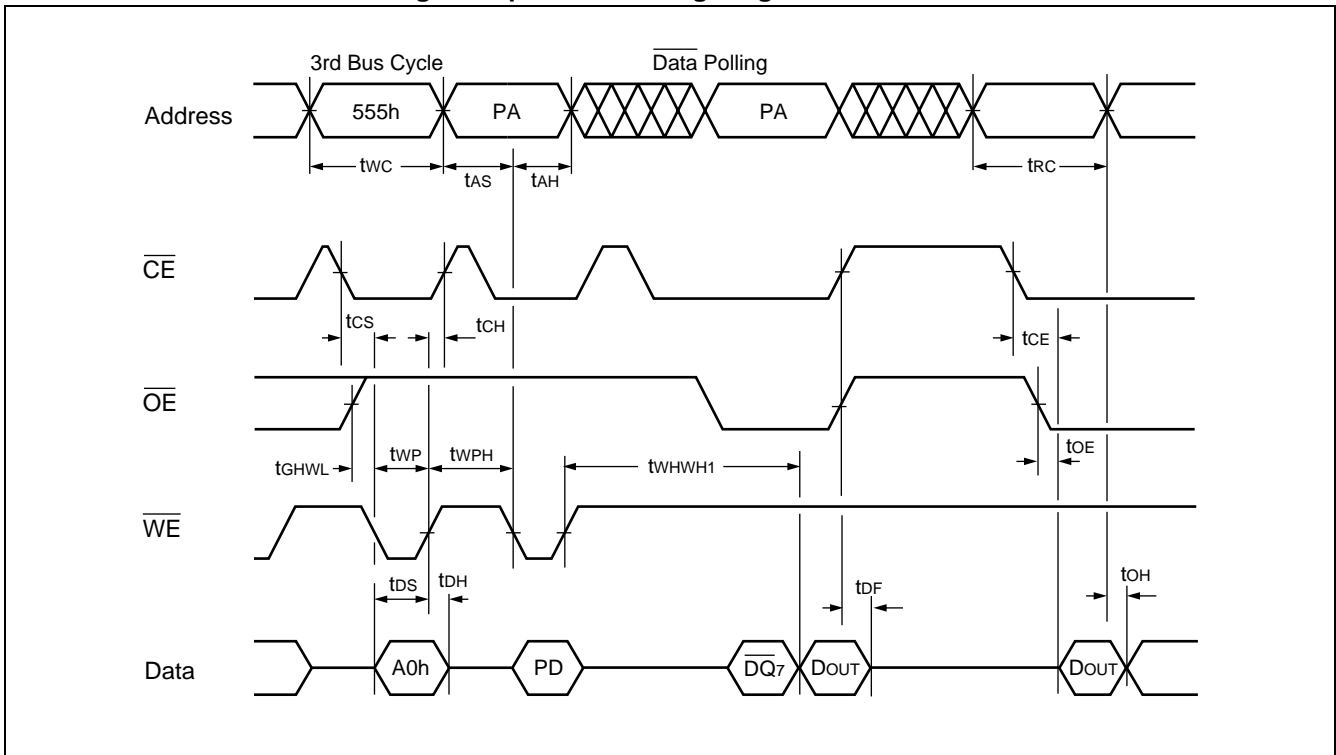 3rd Bus Cycle
Data Polling
Address
555h
PA
PA
tWC
tAS
tAH
tRC
CE
tCS
tCH
tCE
OE
tGHWL
tWP
tWPH
tWHWH1
tOE
WE
tDS
tDH
tDF
tOH
Data
A0h
PD
DQ7
DOUT
DOUT